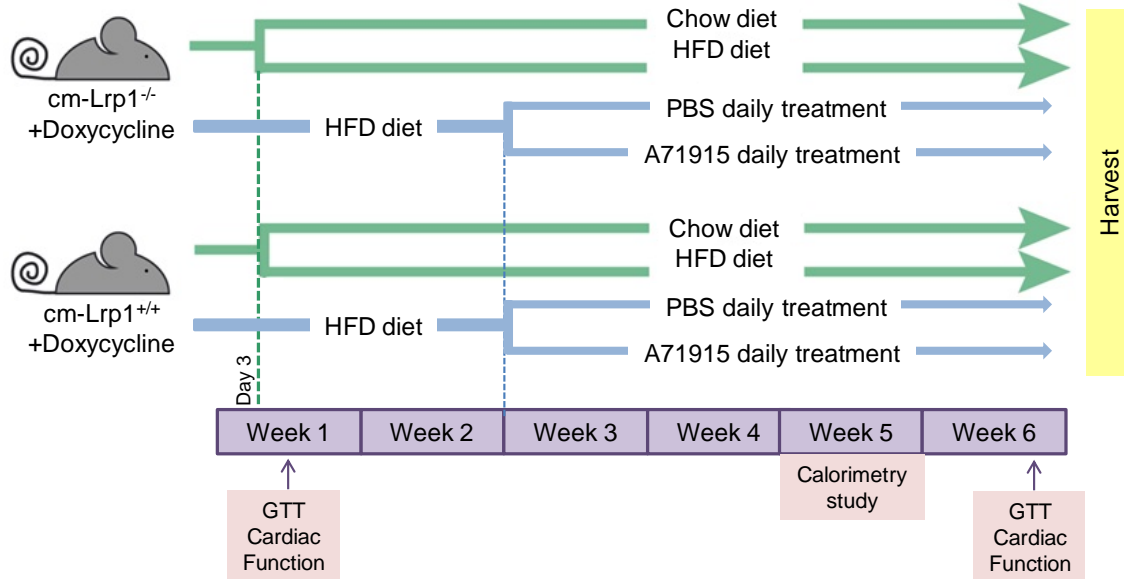 Chow diet
HFD diet
cm-Lrp1-/-
+Doxycycline
HFD diet
PBS daily treatment
A71915 daily treatment
Chow diet
HFD diet
cm-Lrp1+/+
+Doxycycline
HFD diet
PBS daily treatment
A71915 daily treatment
Harvest
Day 3
Week 1
Week 2
Week 3
Week 4
Week 5
Week 6
GTT
Cardiac
Function
Calorimetry
study
GTT
Cardiac
Function